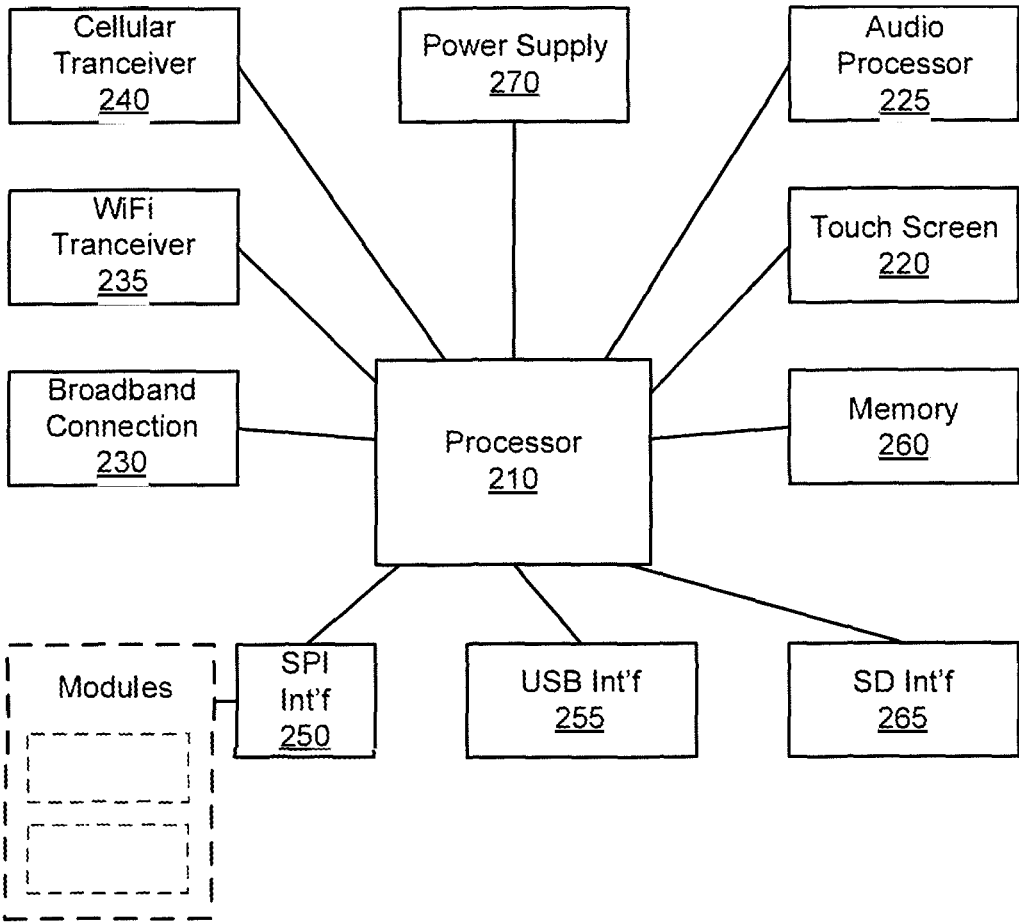 Cellular
Tranceiver
240
Power Supply
270
Audio
Processor
225
WiFi
Tranceiver
235
Touch Screen
220
Broadband
Connection
230
Processor
210
Memory
260
Modules
SPI
Int'f
250
USB Int'f
255
SD Int'f
265